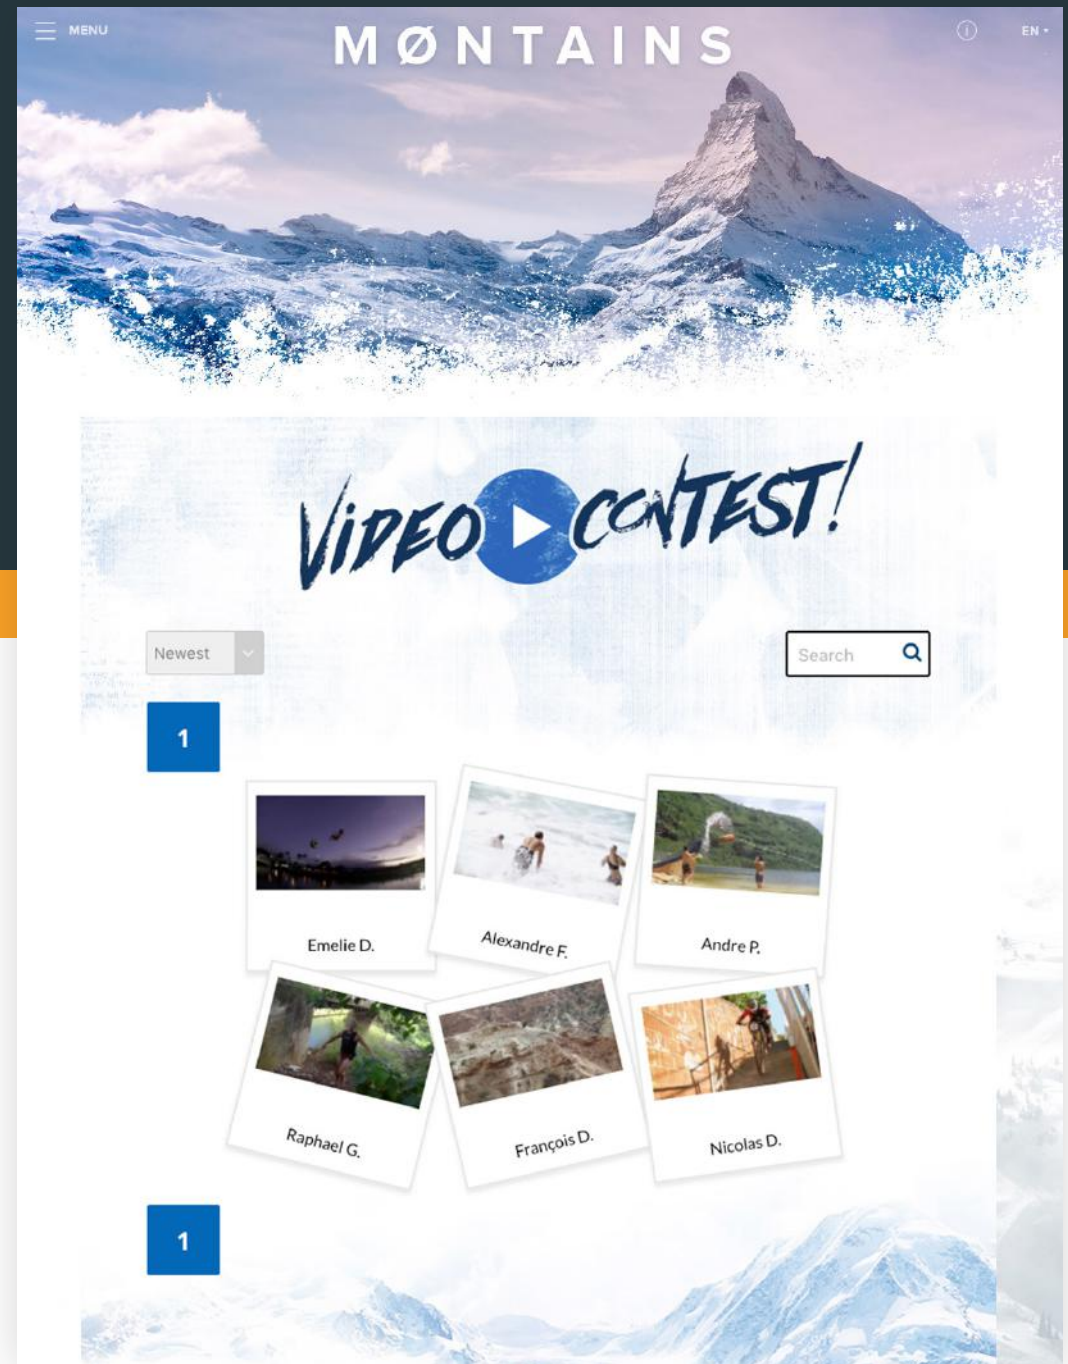 MENU
MØNTAINS
EN
VIDEO CONTEST!
Newest
Search
1
Emelie D.
Alexandre F.
Andre P.
Raphael G.
François D.
Nicolas D.
1